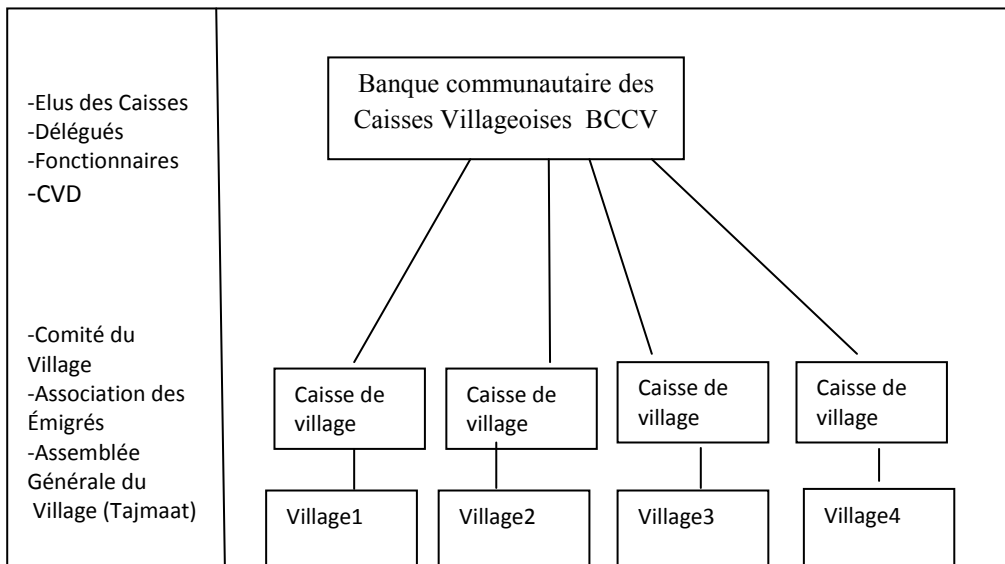 -Elus des Caisses
-Délégués
-Fonctionnaires
-CVD
-Comité du
Village
-Association des
Émigrés
-Assemblée
Générale du
Village (Tajmaat)
Banque communautaire des
Caisses Villageoises BCCV
Caisse de
village
Caisse de
village
Caisse de
village
Caisse de
village
Village1
Village2
Village3
Village4